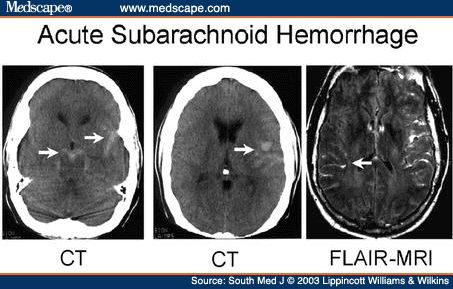 Medscape® www.medscape.com
Acute Subarachnoid Hemorrhage
CT
CT
FLAIR-MRI
Source: South Med J © 2003 Lippincott Williams & Wilkins